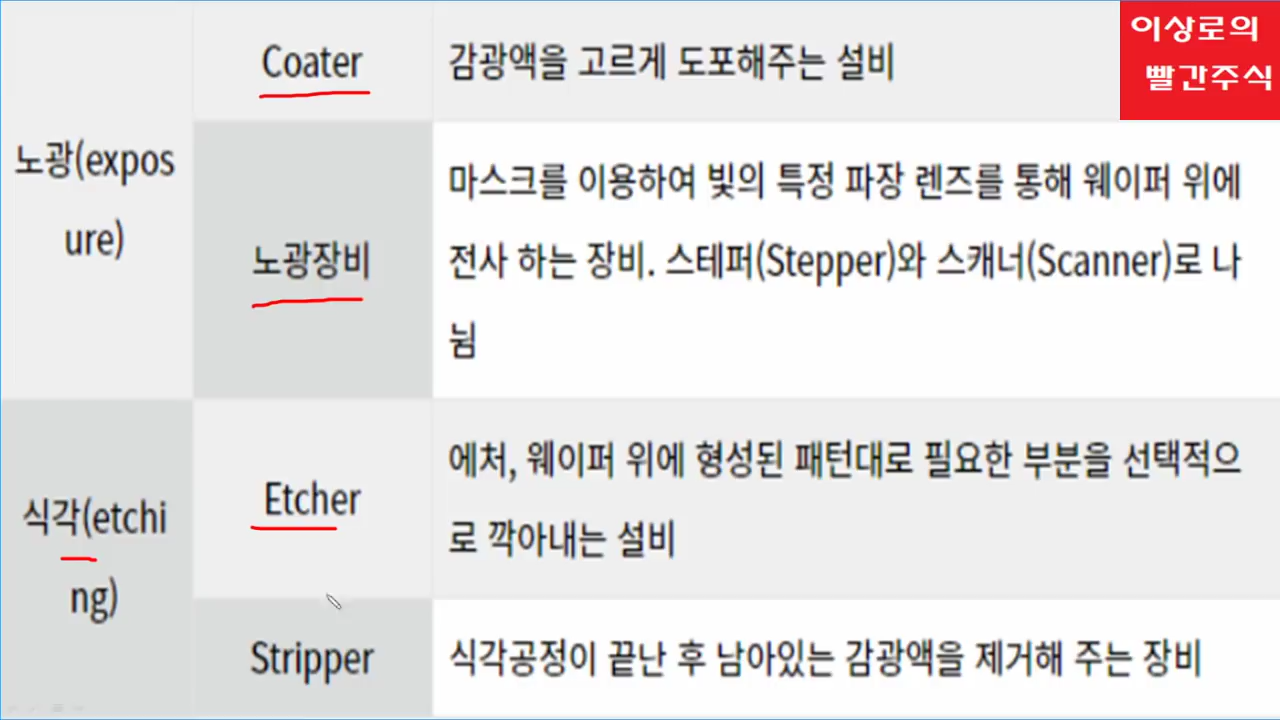 이상로의
빨간주식
노광(expos
ure)
Coater
감광액을 고르게 도포해주는 설비
노광장비
마스크를 이용하여 빛의 특정 파장 렌즈를 통해 웨이퍼 위에
전사 하는 장비. 스테퍼(Stepper)와 스캐너(Scanner)로 나
뉨
식각(etchi
ng)
Etcher
에처, 웨이퍼 위에 형성된 패턴대로 필요한 부분을 선택적으
로 깍아내는 설비
Stripper
식각공정이 끝난 후 남아있는 감광액을 제거해 주는 장비